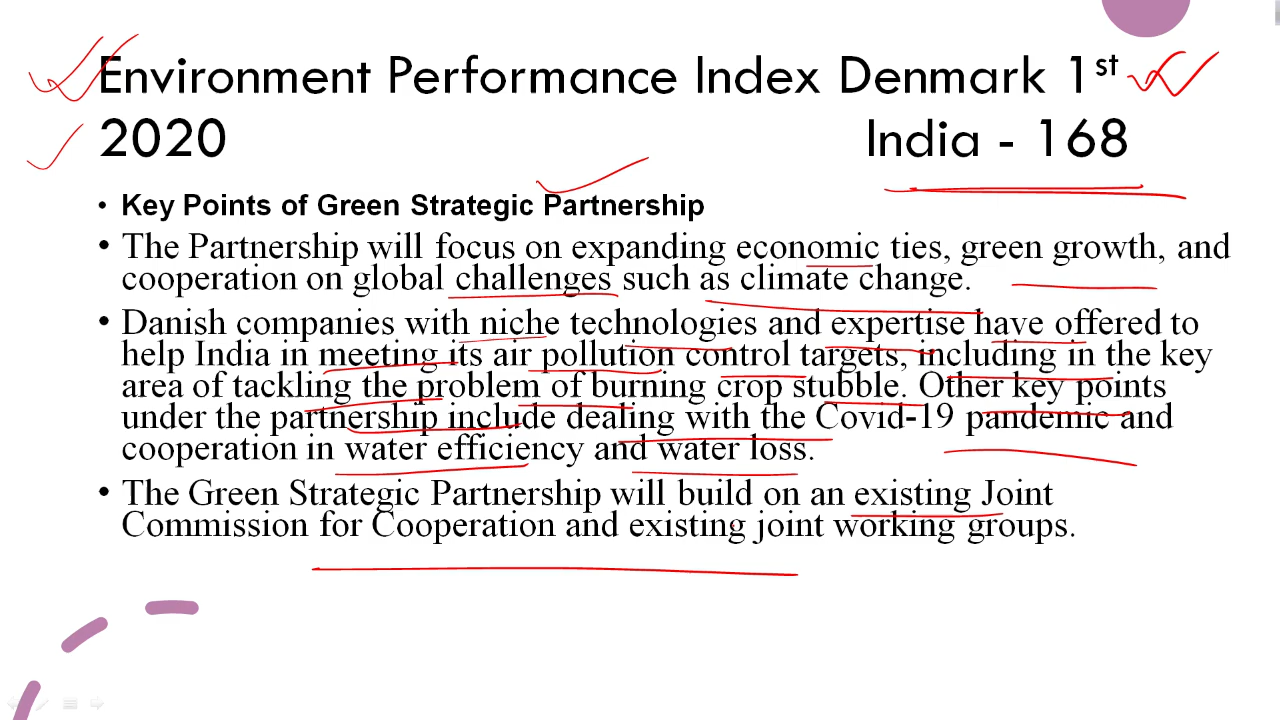 Environment Performance Index Denmark 1st
2020 India - 168
• Key Points of Green Strategic Partnership
• The Partnership will focus on expanding economic ties, green growth, and
cooperation on global challenges such as climate change.
• Danish companies with niche technologies and expertise have offered to
help India in meeting its air pollution control targets, including in the key
area of tackling the problem of burning crop stubble. Other key points
under the partnership include dealing with the Covid-19 pandemic and
cooperation in water efficiency and water loss.
• The Green Strategic Partnership will build on an existing Joint
Commission for Cooperation and existing joint working groups.